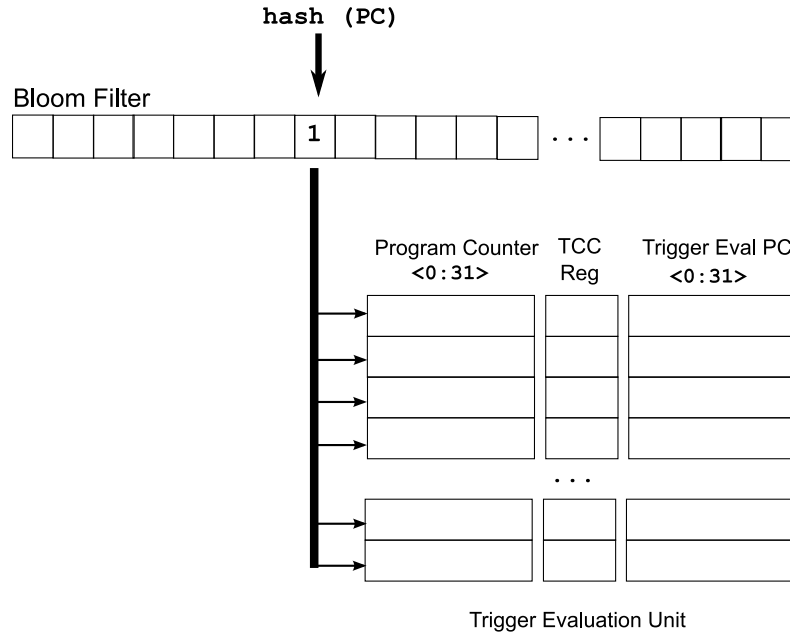 hash (PC)
Bloom Filter
1
...
Program Counter TCC Trigger Eval PC
<0:31> Reg <0:31>
...
Trigger Evaluation Unit